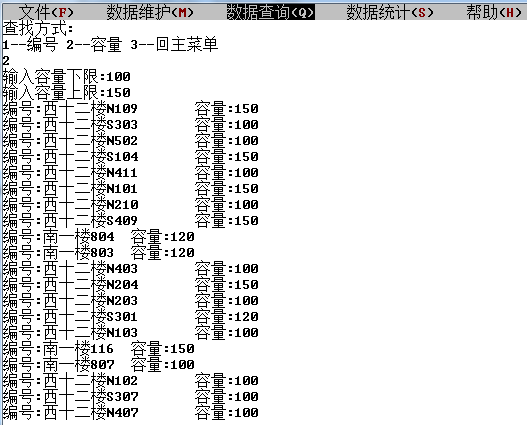 文件(F) 数据维护(M) 数据查询(Q) 数据统计(S) 帮助(H)
查找方式:
1--编号 2--容量 3--回主菜单
2
输入容量下限:100
输入容量上限:150
编号:西十二楼N109 容量:150
编号:西十二楼S303 容量:100
编号:西十二楼N502 容量:100
编号:西十二楼S104 容量:150
编号:西十二楼N411 容量:100
编号:西十二楼N101 容量:150
编号:西十二楼N210 容量:100
编号:西十二楼S409 容量:150
编号:南一楼804 容量:120
编号:南一楼803 容量:120
编号:西十二楼N403 容量:100
编号:西十二楼N204 容量:150
编号:西十二楼N203 容量:100
编号:西十二楼S301 容量:120
编号:西十二楼N103 容量:100
编号:南一楼116 容量:150
编号:南一楼807 容量:100
编号:西十二楼N102 容量:100
编号:西十二楼S307 容量:100
编号:西十二楼N407 容量:100